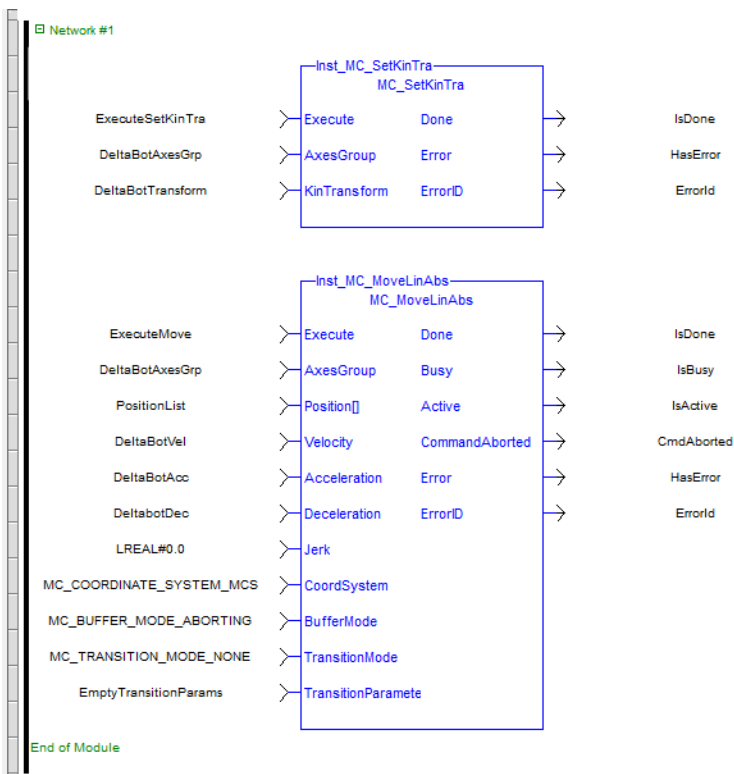 Network #1
Inst_MC_SetKinTra
MC_SetKinTra
ExecuteSetKinTra Execute Done IsDone
DeltaBotAxesGrp AxesGroup Error HasError
DeltaBotTransform KinTransform ErrorID ErrorId
Inst_MC_MoveLinAbs
MC_MoveLinAbs
ExecuteMove Execute Done IsDone
DeltaBotAxesGrp AxesGroup Busy IsBusy
PositionList Position[] Active IsActive
DeltaBotVel Velocity CommandAborted CmdAborted
DeltaBotAcc Acceleration Error HasError
DeltabotDec Deceleration ErrorID ErrorId
LREAL#0.0 Jerk
MC_COORDINATE_SYSTEM_MCS CoordSystem
MC_BUFFER_MODE_ABORTING BufferMode
MC_TRANSITION_MODE_NONE TransitionMode
EmptyTransitionParams TransitionParamete
End of Module